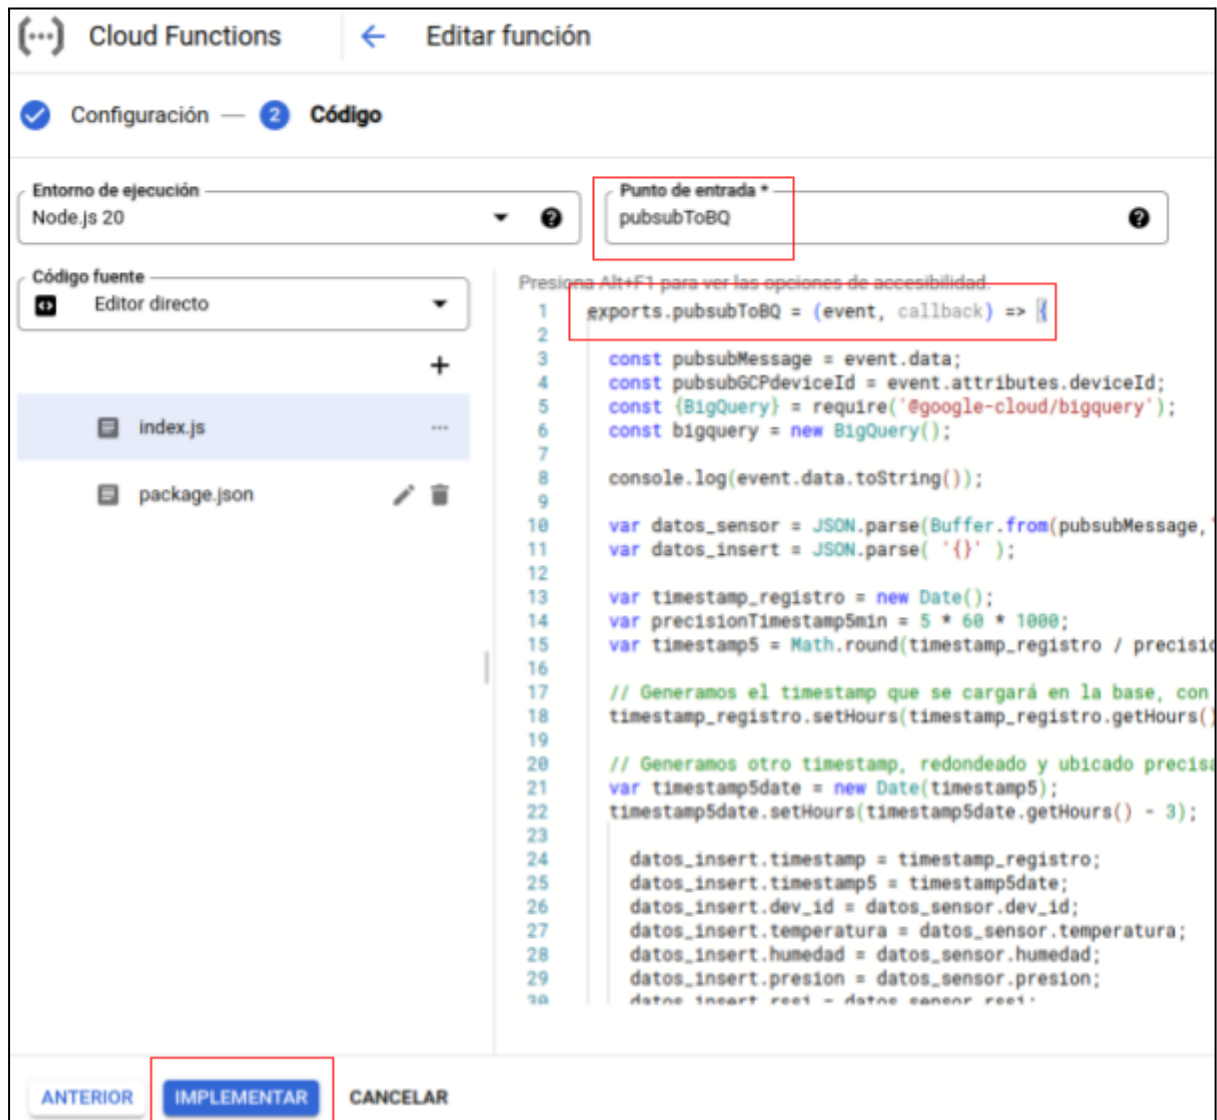 Cloud Functions
Editar función
Configuración — 2 Código
Entorno de ejecución
Node.js 20
Punto de entrada *
pubsubToBQ
Código fuente
Editor directo
index.js
package.json
Presiona Alt+F1 para ver las opciones de accesibilidad.
1 exports.pubsubToBQ = (event, callback) => {
2
3 const pubsubMessage = event.data;
4 const pubsubGCPdeviceId = event.attributes.deviceId;
5 const {BigQuery} = require('@google-cloud/bigquery');
6 const bigquery = new BigQuery();
7
8 console.log(event.data.toString());
9
10 var datos_sensor = JSON.parse(Buffer.from(pubsubMessage,'
11 var datos_insert = JSON.parse( '{}' );
12
13 var timestamp_registro = new Date();
14 var precisionTimestamp5min = 5 * 60 * 1000;
15 var timestamp5 = Math.round(timestamp_registro / precisio
16
17 // Generamos el timestamp que se cargará en la base, con
18 timestamp_registro.setHours(timestamp_registro.getHours()
19
20 // Generamos otro timestamp, redondeado y ubicado precisa
21 var timestamp5date = new Date(timestamp5);
22 timestamp5date.setHours(timestamp5date.getHours() - 3);
23
24 datos_insert.timestamp = timestamp_registro;
25 datos_insert.timestamp5 = timestamp5date;
26 datos_insert.dev_id = datos_sensor.dev_id;
27 datos_insert.temperatura = datos_sensor.temperatura;
28 datos_insert.humedad = datos_sensor.humedad;
29 datos_insert.presion = datos_sensor.presion;
30 datos_insert.rssi = datos_sensor.rssi;
ANTERIOR
IMPLEMENTAR
CANCELAR